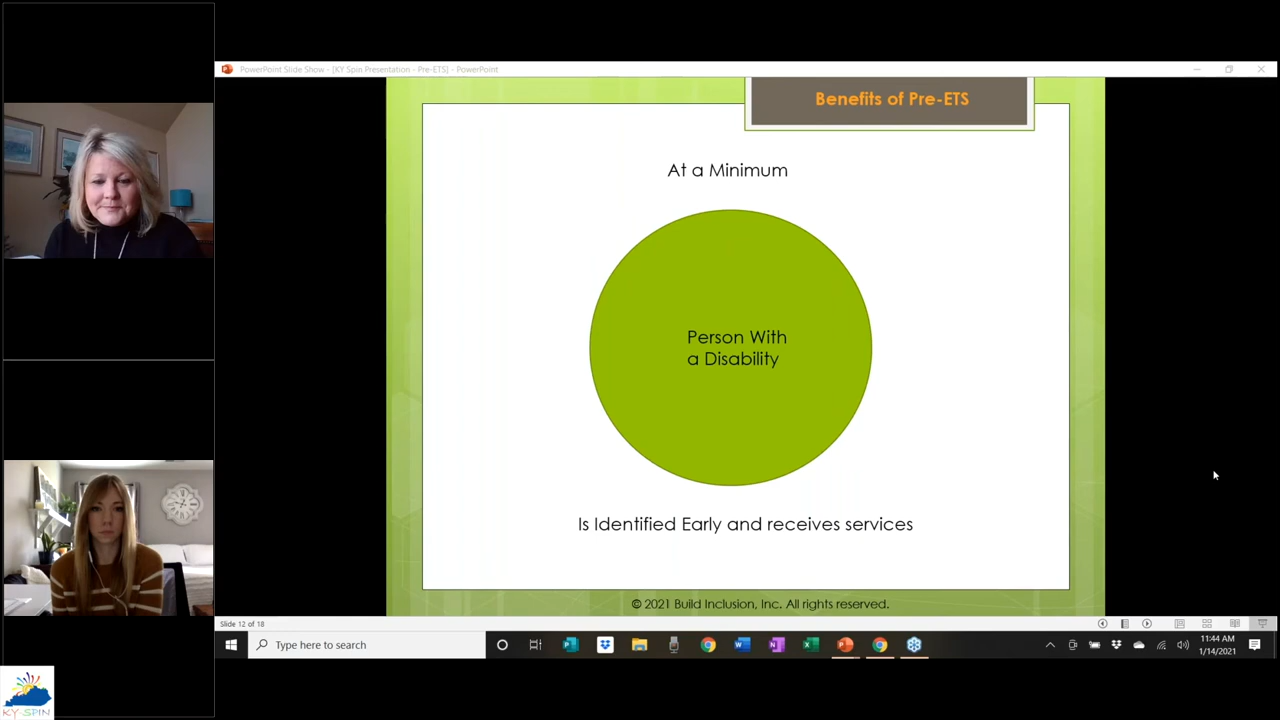 PowerPoint Slide Show - [KY Spin Presentation - Pre-ETS] - PowerPoint
Benefits of Pre-ETS
At a Minimum
Person With
a Disability
Is Identified Early and receives services
© 2021 Build Inclusion, Inc. All rights reserved.
Slide 12 of 18
Type here to search
11:44 AM
1/14/2021
KY SPIN